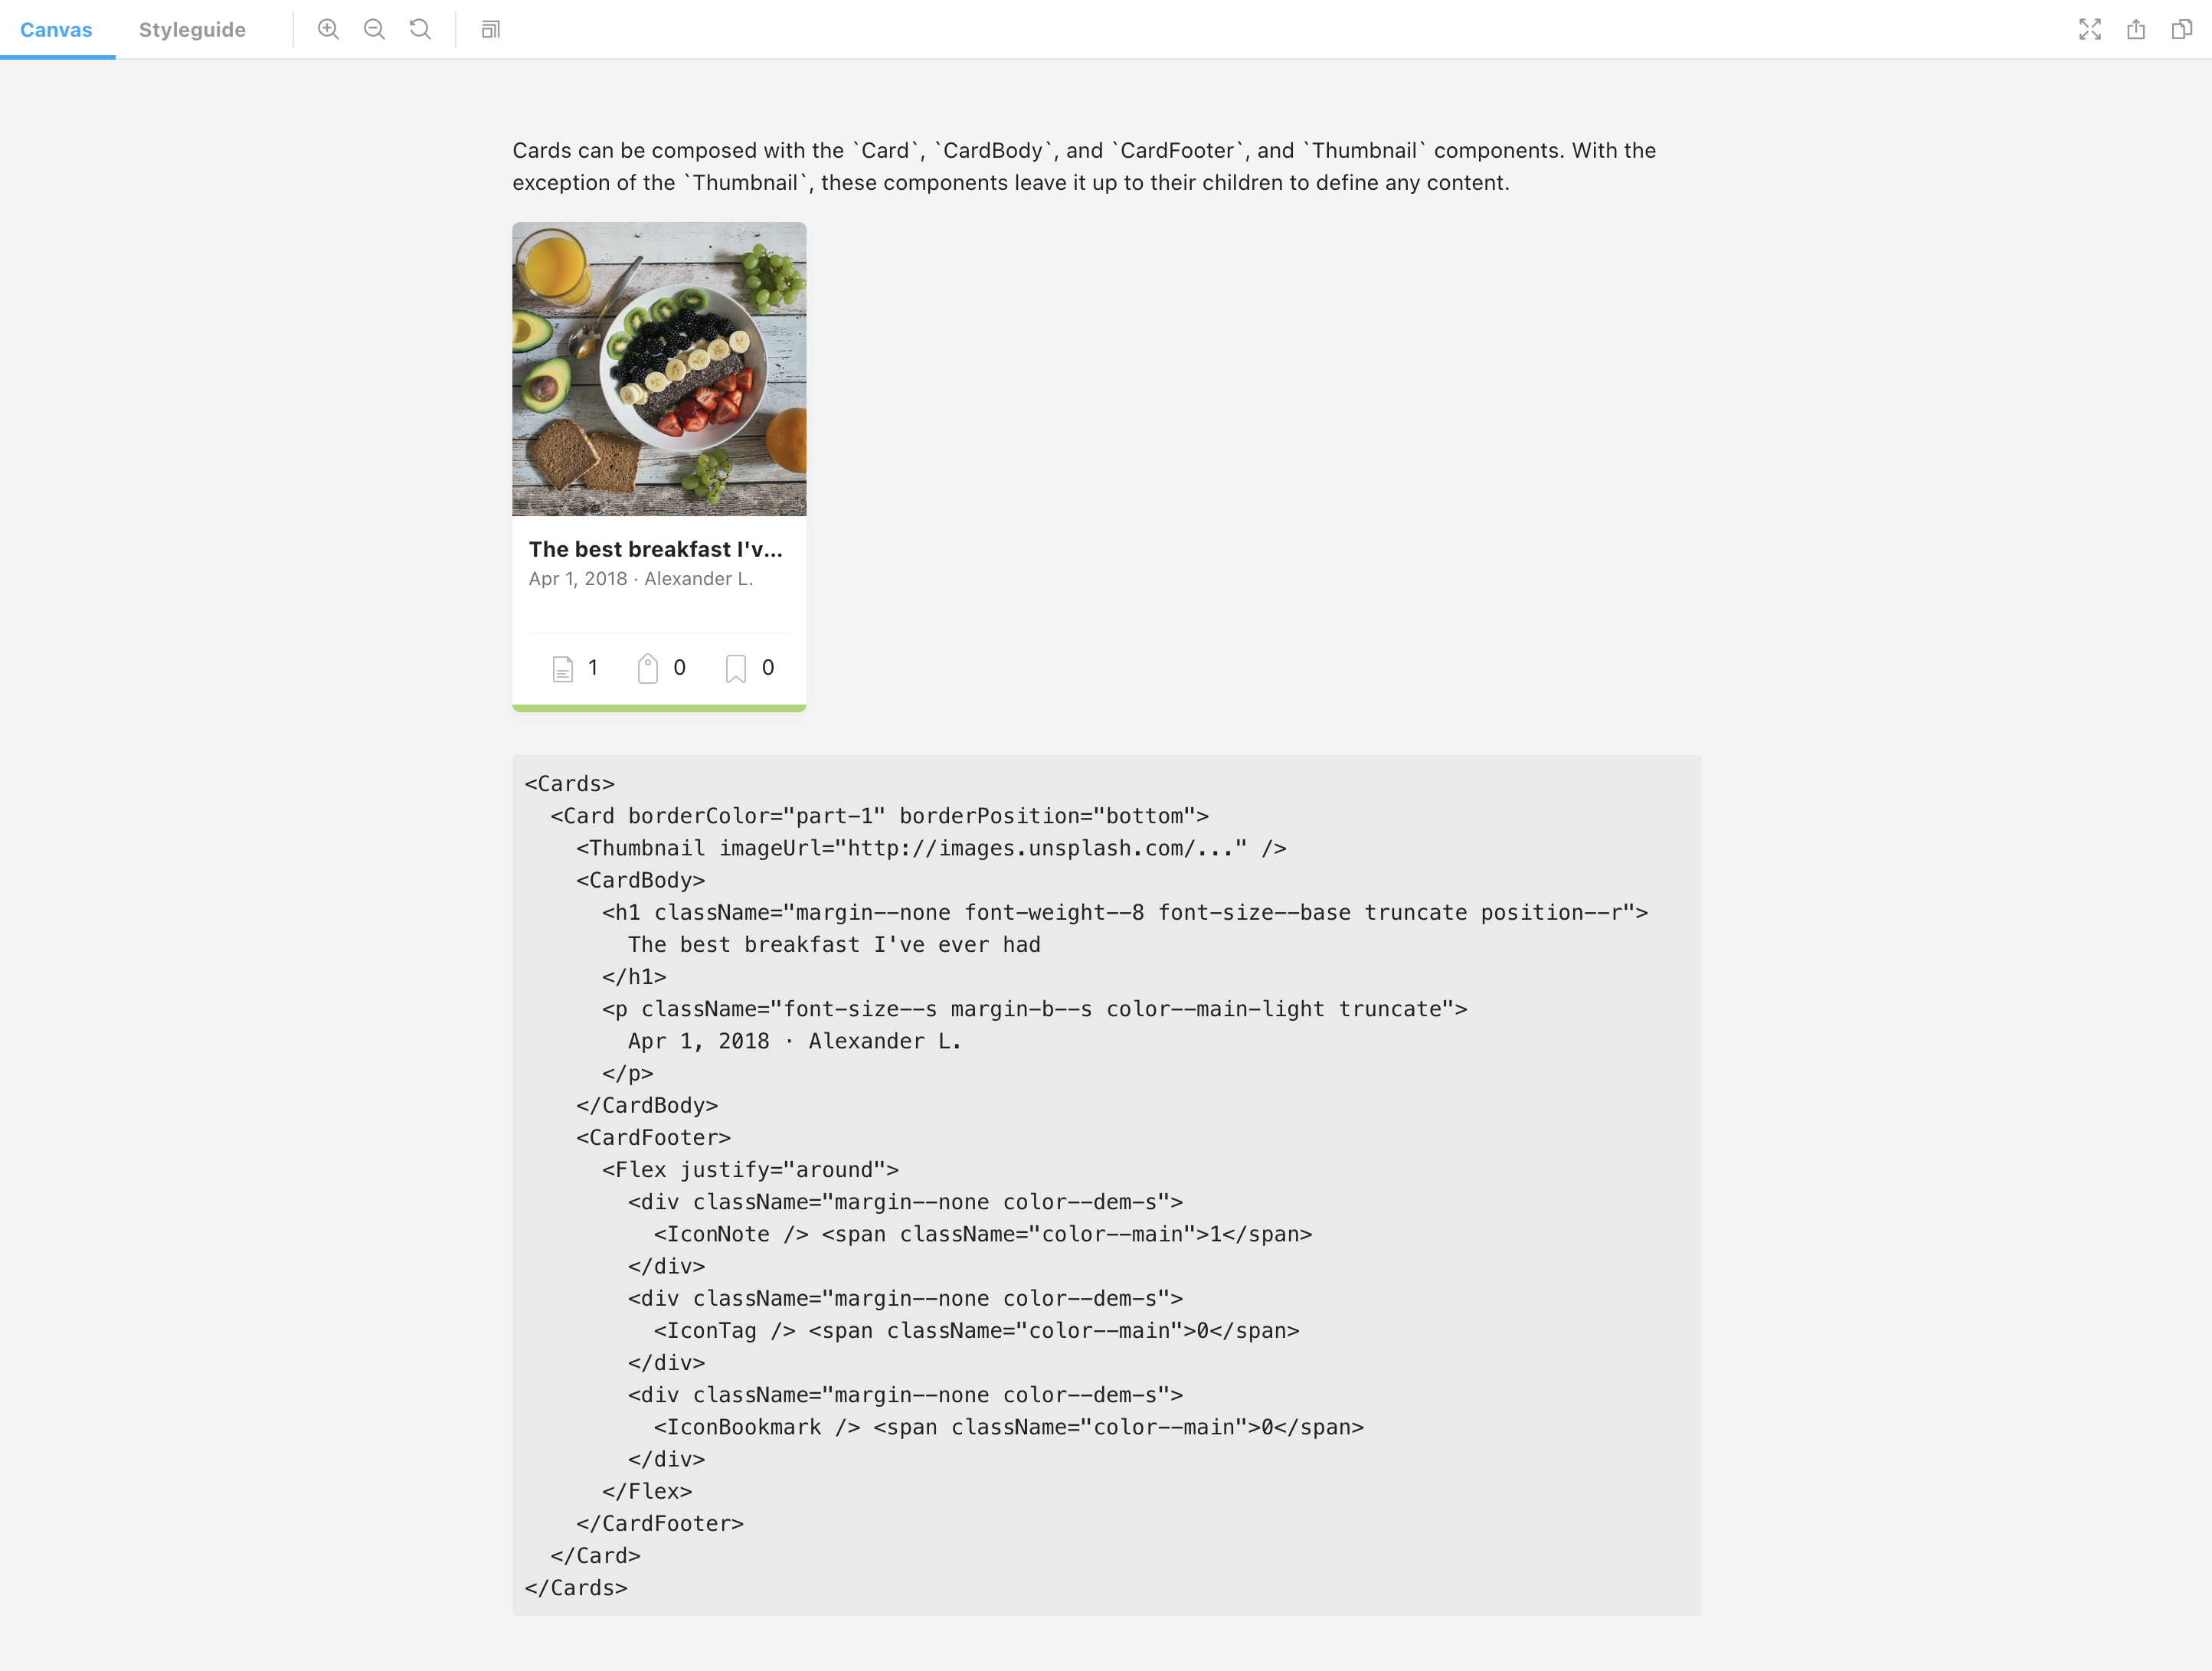 Canvas Styleguide
Cards can be composed with the `Card`, `CardBody`, and `CardFooter`, and `Thumbnail` components. With the
exception of the `Thumbnail`, these components leave it up to their children to define any content.
The best breakfast I'v...
Apr 1, 2018 · Alexander L.
1 0 0
<Cards>
  <Card borderColor="part-1" borderPosition="bottom">
    <Thumbnail imageUrl="http://images.unsplash.com/..." />
    <CardBody>
      <h1 className="margin--none font-weight--8 font-size--base truncate position--r">
        The best breakfast I've ever had
      </h1>
      <p className="font-size--s margin-b--s color--main-light truncate">
        Apr 1, 2018 · Alexander L.
      </p>
    </CardBody>
    <CardFooter>
      <Flex justify="around">
        <div className="margin--none color--dem-s">
          <IconNote /> <span className="color--main">1</span>
        </div>
        <div className="margin--none color--dem-s">
          <IconTag /> <span className="color--main">0</span>
        </div>
        <div className="margin--none color--dem-s">
          <IconBookmark /> <span className="color--main">0</span>
        </div>
      </Flex>
    </CardFooter>
  </Card>
</Cards>